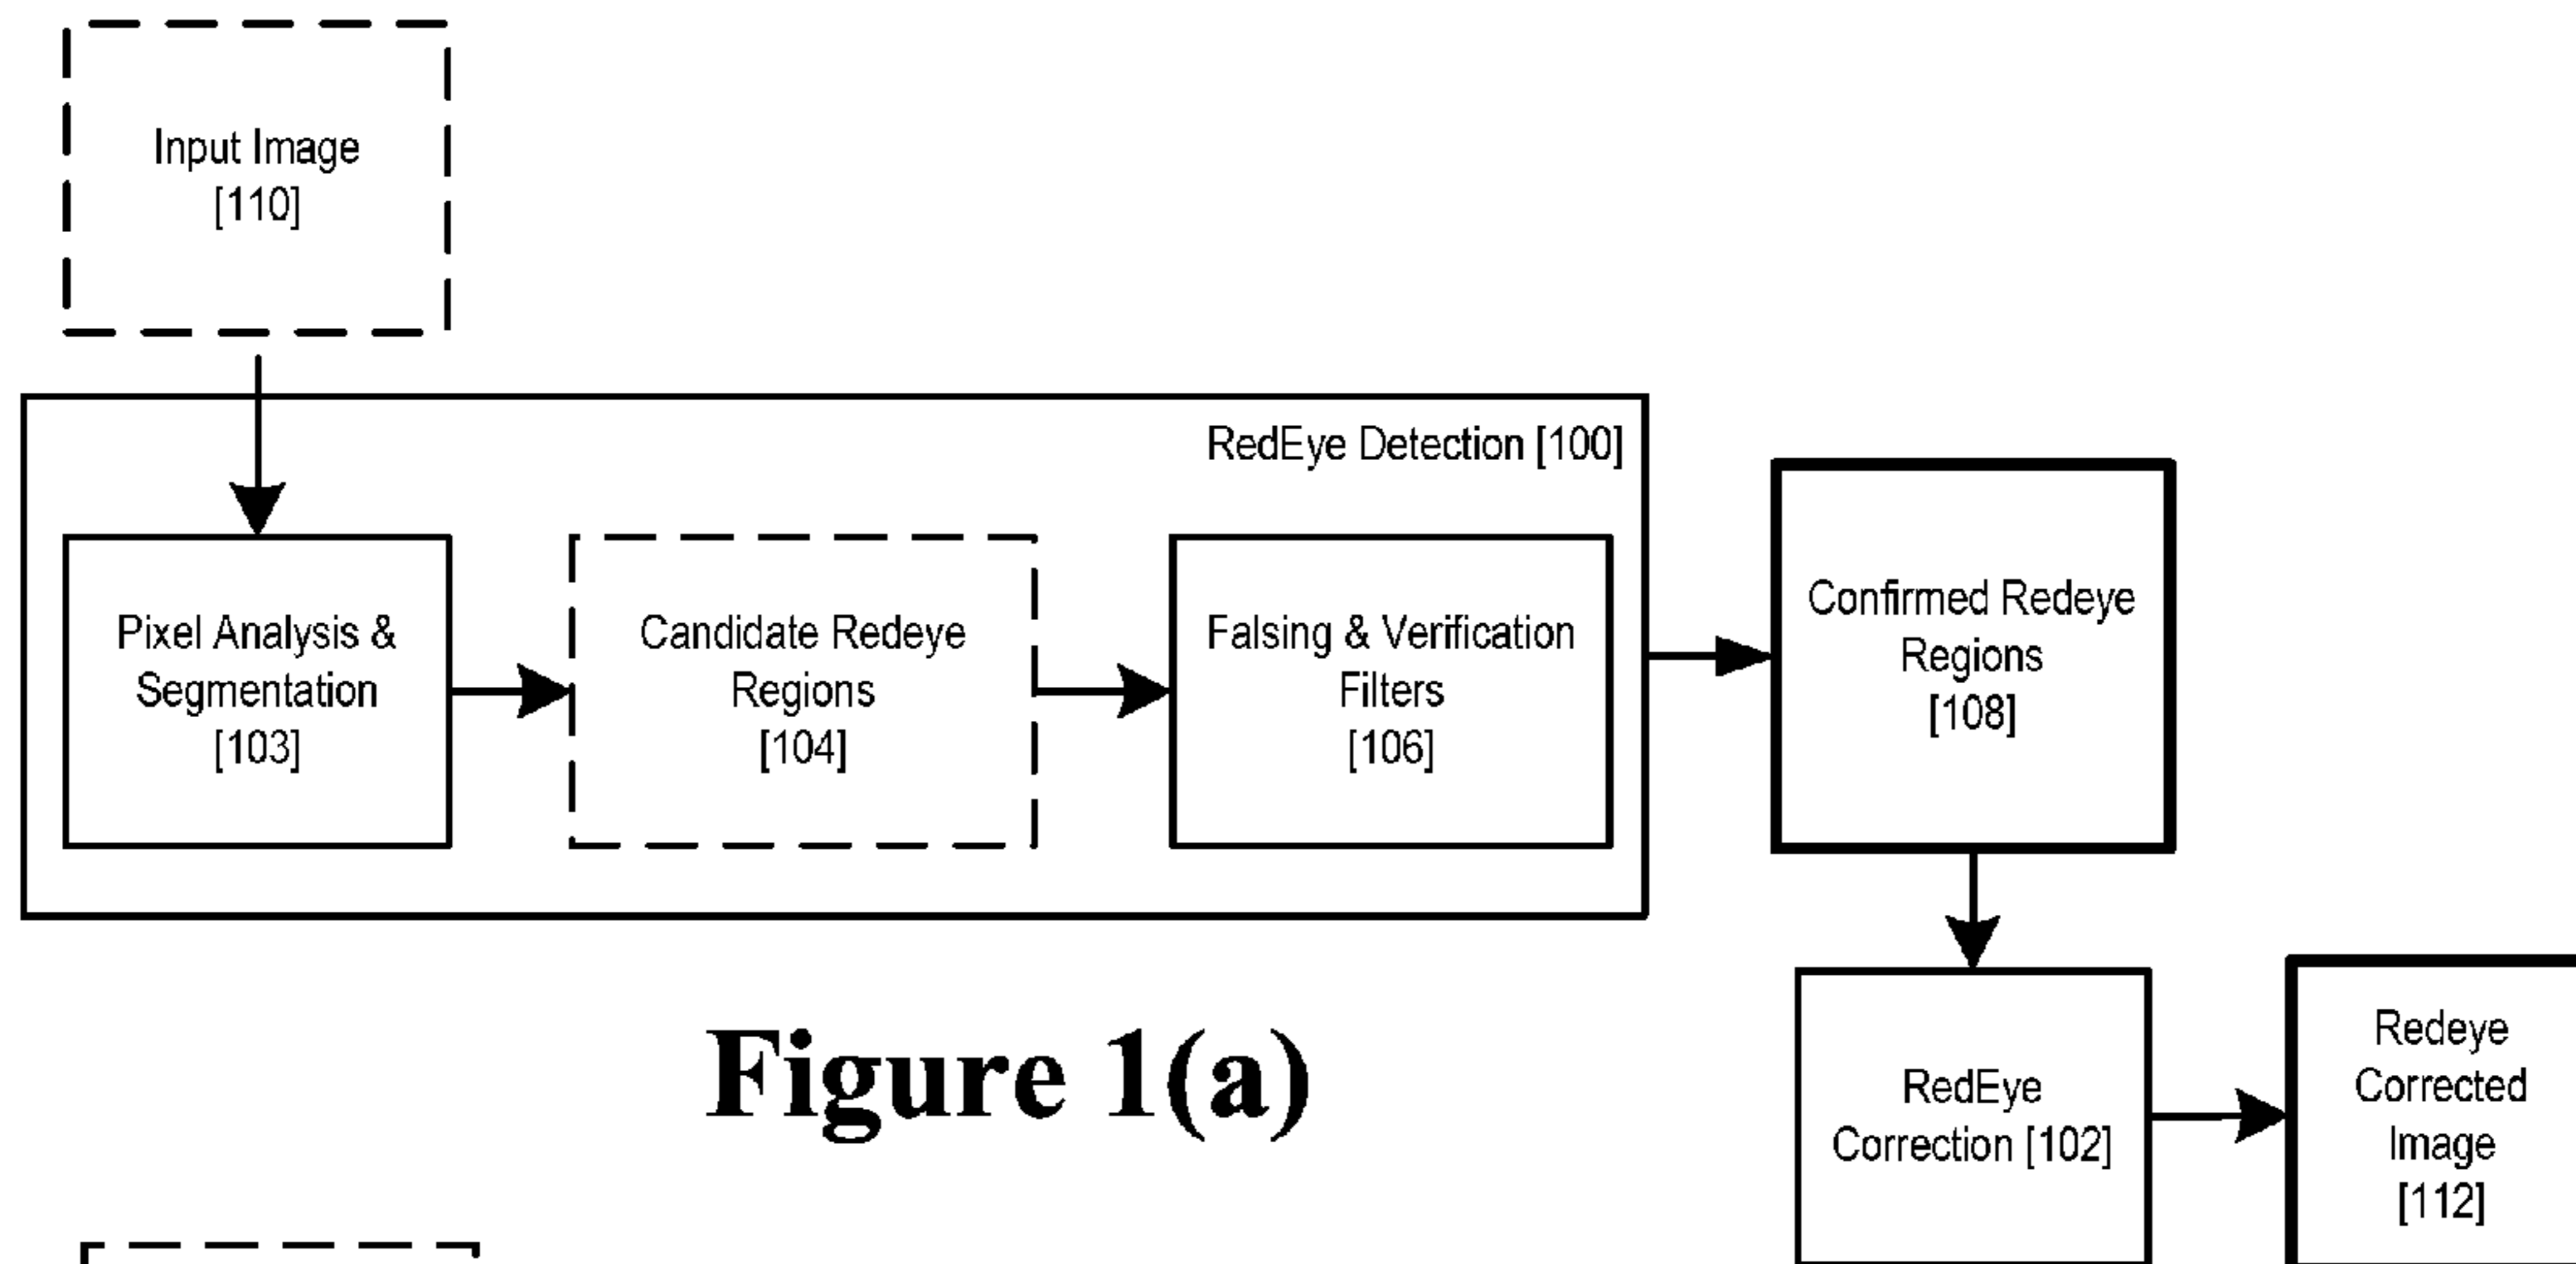 Input Image
[110]
RedEye Detection [100]
Pixel Analysis &
Segmentation
[103]
Candidate Redeye
Regions
[104]
Falsing & Verification
Filters
[106]
Confirmed Redeye
Regions
[108]
Figure 1(a)
RedEye
Correction [102]
Redeye
Corrected
Image
[112]